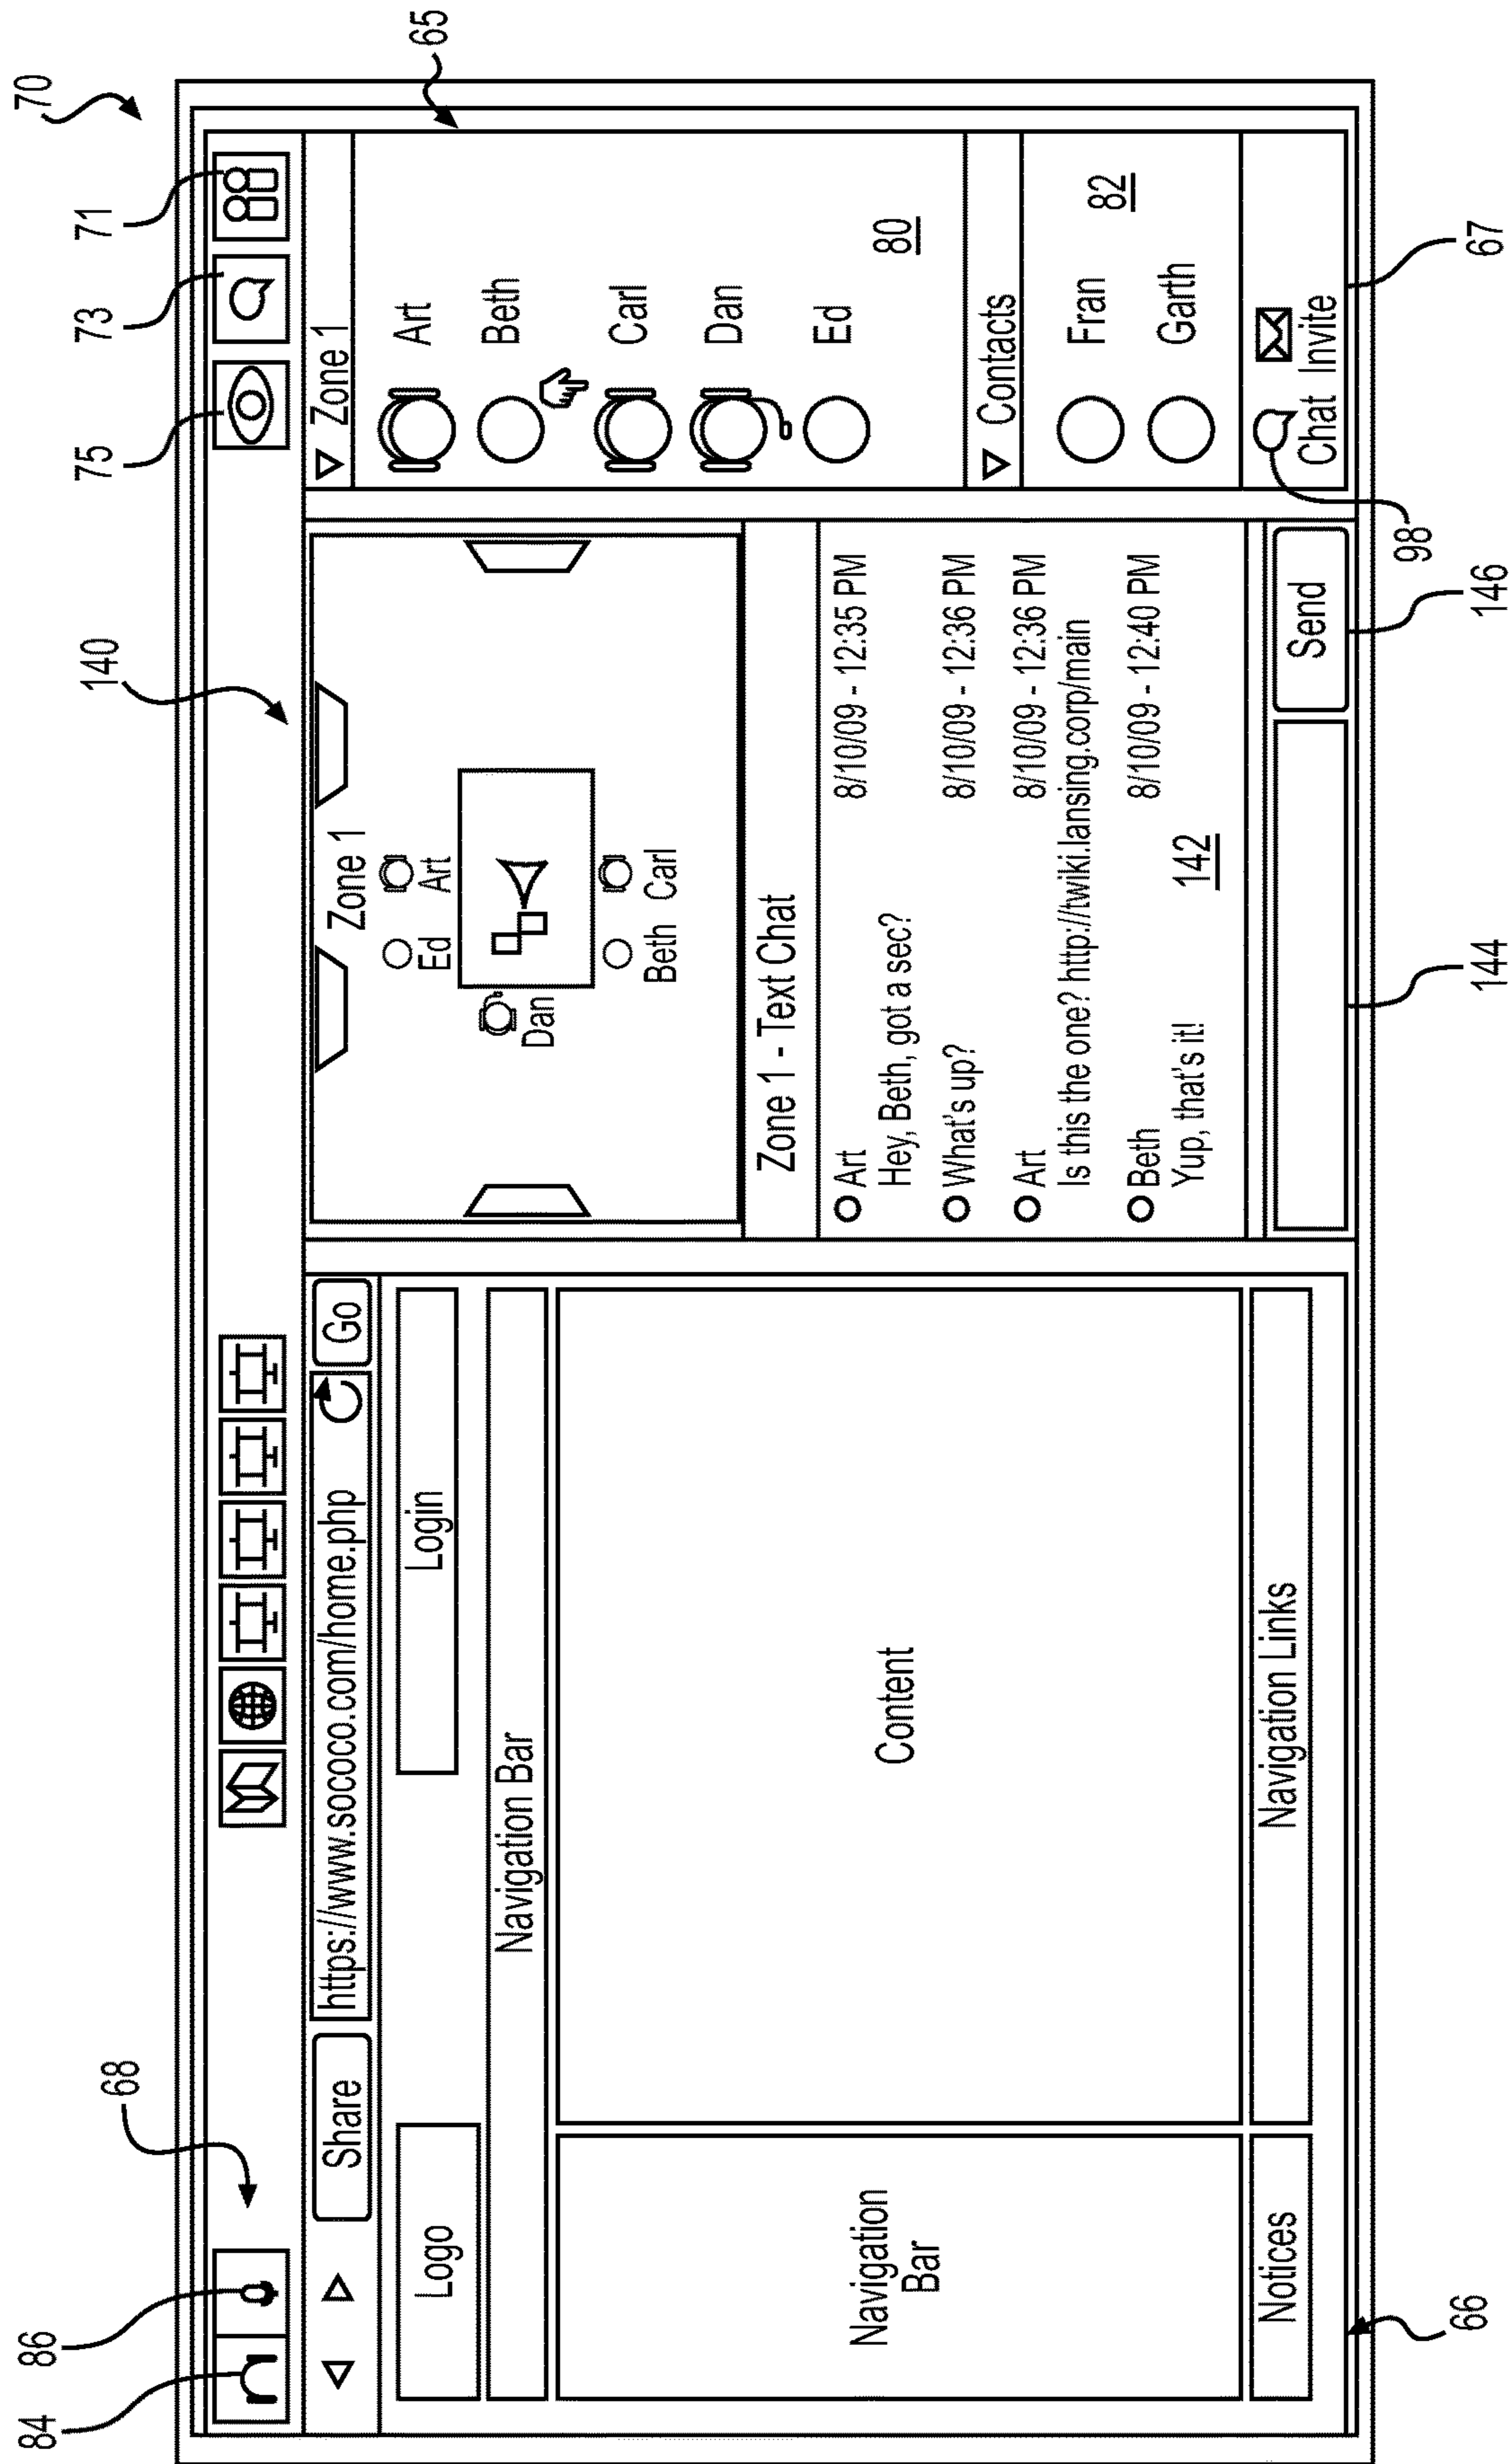 70
84
86
68
140
75
73
71
65
Share
https://www.sococo.com/home.php
Go
Logo
Login
Navigation Bar
Navigation
Bar
Content
Notices
Navigation Links
66
Zone 1
Ed
Art
Dan
Beth
Carl
Zone 1 - Text Chat
Art 8/10/09 - 12:35 PM
Hey, Beth, got a sec?
What's up? 8/10/09 - 12:36 PM
Art 8/10/09 - 12:36 PM
Is this the one? http://twiki.lansing.corp/main
Beth 8/10/09 - 12:40 PM
Yup, that's it!
142
Send
144
146
Zone 1
Art
Beth
Carl
Dan
Ed
80
Contacts
Fran
Garth
82
Chat Invite
98
67